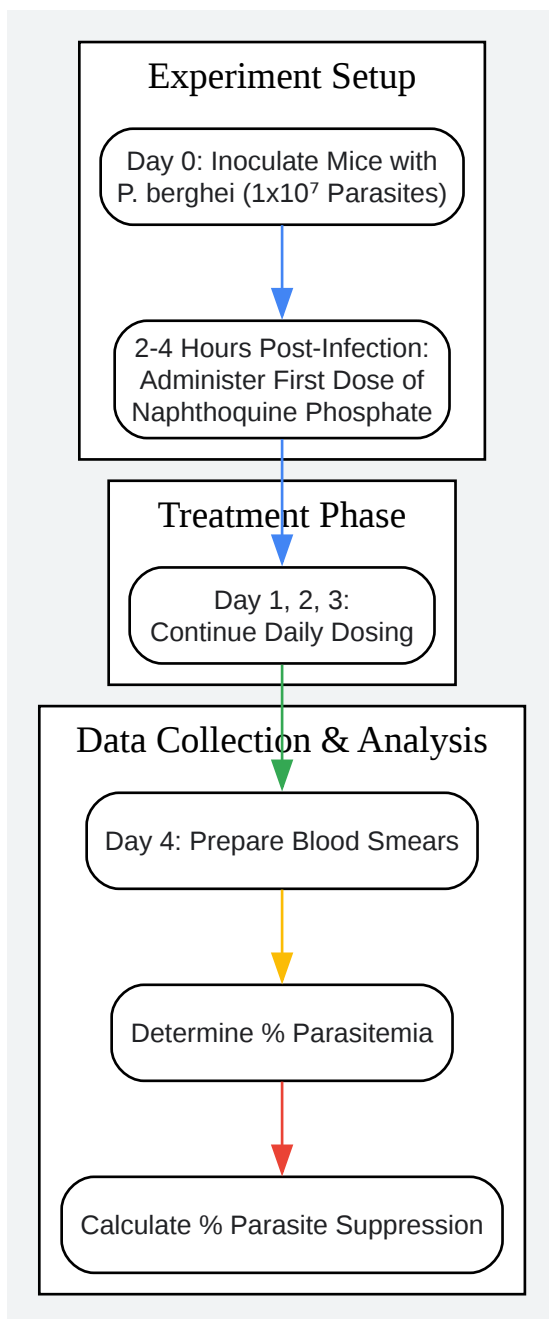 Experiment Setup
Day 0: Inoculate Mice with
P. berghei (1x10⁷ Parasites)
2-4 Hours Post-Infection:
Administer First Dose of
Naphthoquine Phosphate
Treatment Phase
Day 1, 2, 3:
Continue Daily Dosing
Data Collection & Analysis
Day 4: Prepare Blood Smears
Determine % Parasitemia
Calculate % Parasite Suppression